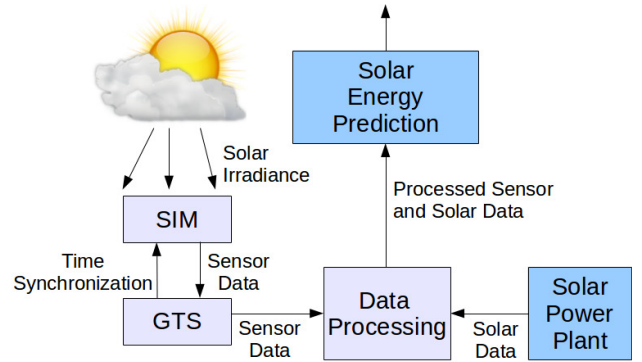 Solar
Energy
Prediction
Solar
Irradiance
Processed Sensor
and Solar Data
SIM
Time
Synchronization
Sensor
Data
GTS
Sensor
Data
Data
Processing
Solar
Data
Solar
Power
Plant